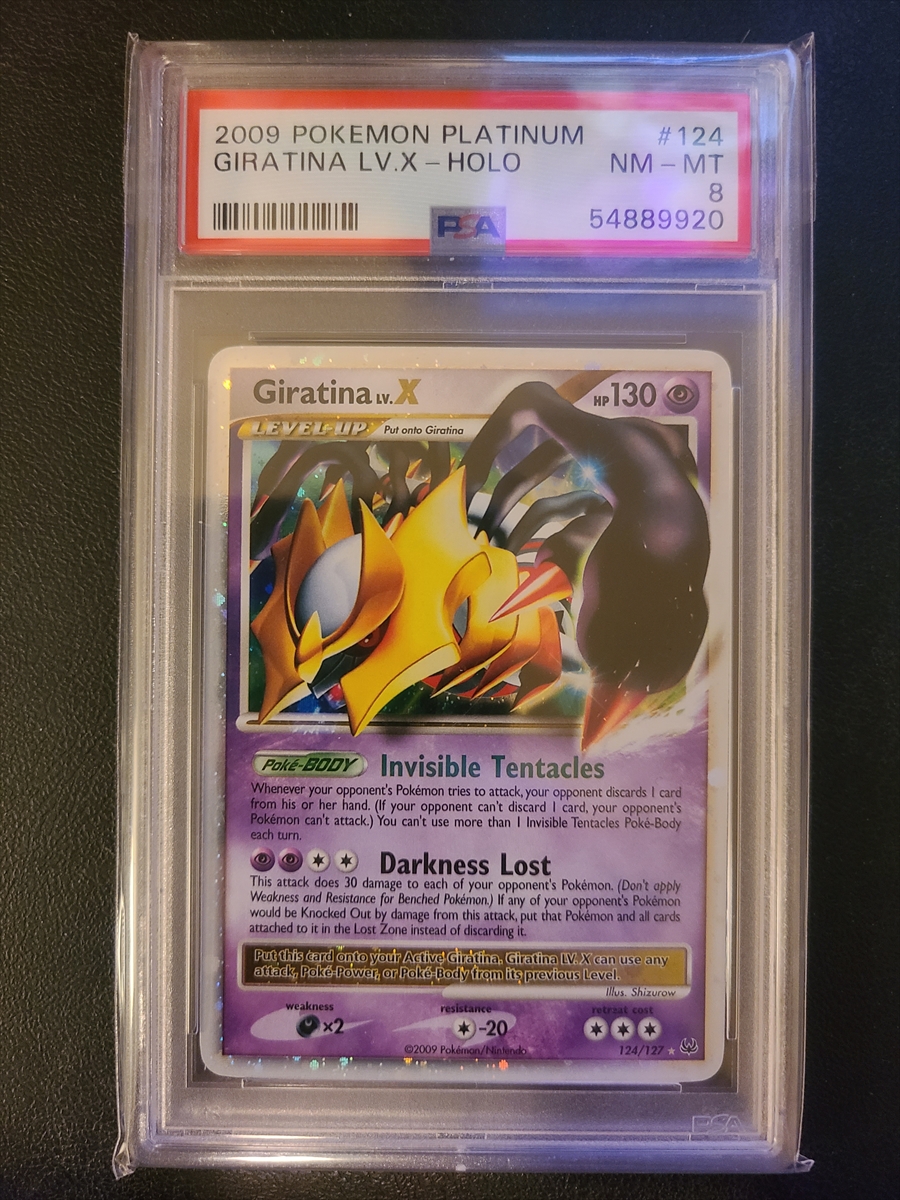 2009 POKEMON PLATINUM #124
GIRATINA LV.X – HOLO NM – MT
8
54889920
PSA
Giratina LV.X HP 130
LEVEL-UP Put onto Giratina
Poké-BODY Invisible Tentacles
Whenever your opponent's Pokémon tries to attack, your opponent discards 1 card
from his or her hand. (If your opponent can't discard 1 card, your opponent's
Pokémon can't attack.) You can't use more than 1 Invisible Tentacles Poké-Body
each turn.
Darkness Lost
This attack does 30 damage to each of your opponent's Pokémon. (Don't apply
Weakness and Resistance for Benched Pokémon.) If any of your opponent's Pokémon
would be Knocked Out by damage from this attack, put that Pokémon and all cards
attached to it in the Lost Zone instead of discarding it.
Put this card onto your Active Giratina. Giratina LV. X can use any
attack, Poké-Power, or Poké-Body from its previous Level.
Illus. Shizurow
weakness resistance retreat cost
×2 -20
©2009 Pokémon/Nintendo 124/127
PSA